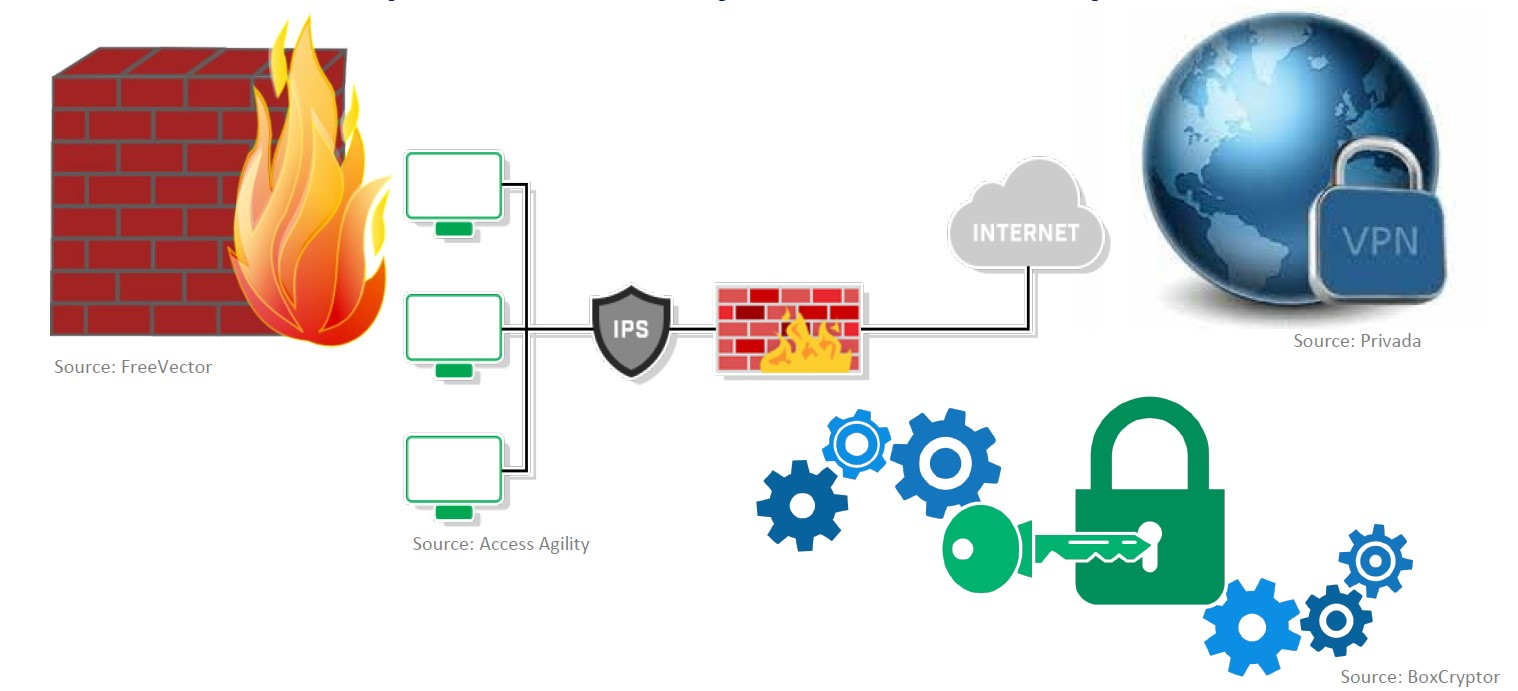 INTERNET
VPN
IPS
Source: Privada
Source: FreeVector
Source: Access Agility
Source: BoxCryptor